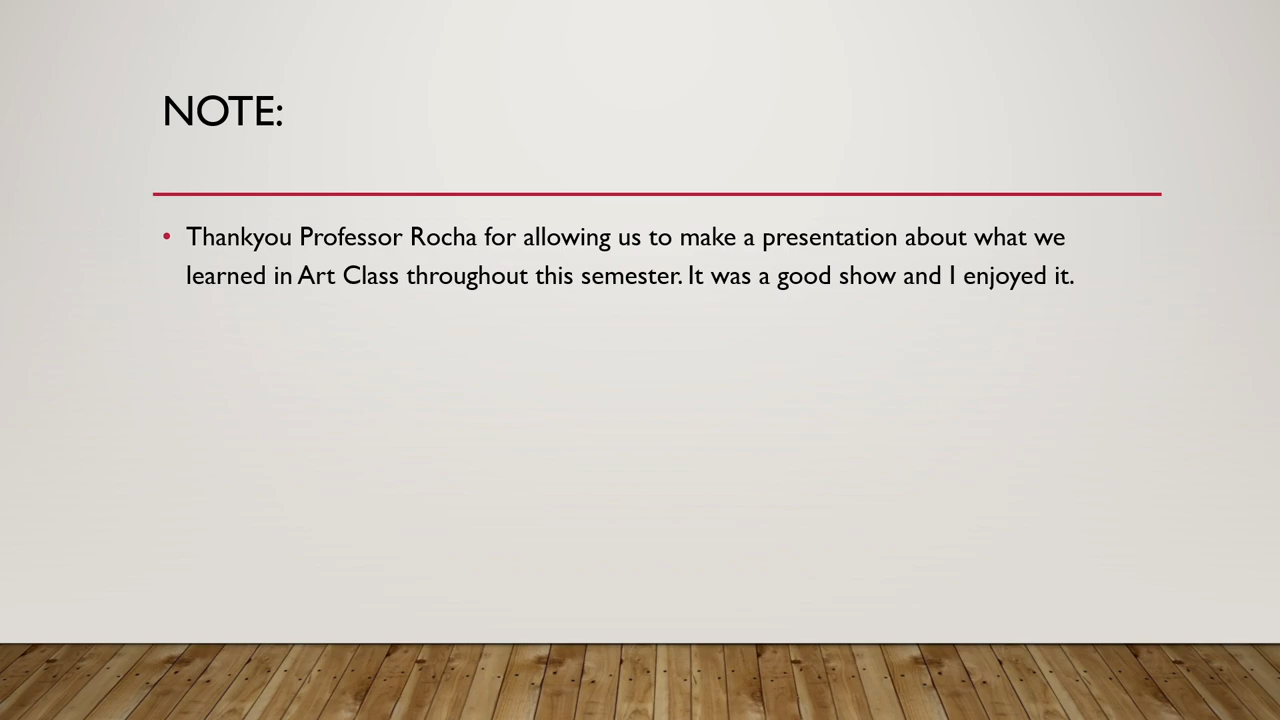 NOTE:
• Thankyou Professor Rocha for allowing us to make a presentation about what we
learned in Art Class throughout this semester. It was a good show and I enjoyed it.